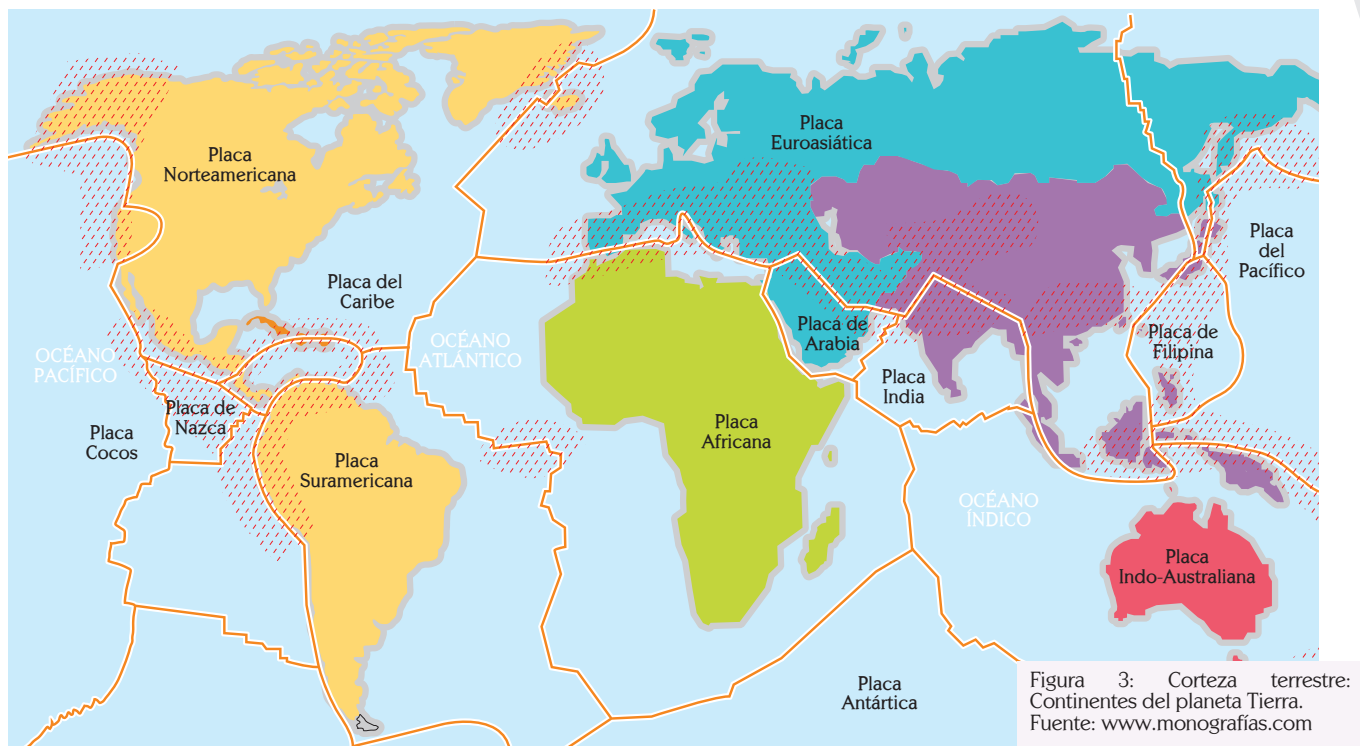 Placa
Norteamericana
Placa
Euroasiática
Placa
del
Pacífico
Placa del
Caribe
OCÉANO
PACÍFICO
OCÉANO
ATLÁNTICO
Placa de
Arabia
Placa de
Filipina
Placa
India
Placa de
Nazca
Placa
Cocos
Placa
Africana
Placa
Suramericana
OCÉANO
ÍNDICO
Placa
Indo-Australiana
Placa
Antártica
Figura 3: Corteza terrestre:
Continentes del planeta Tierra.
Fuente: www.monografías.com